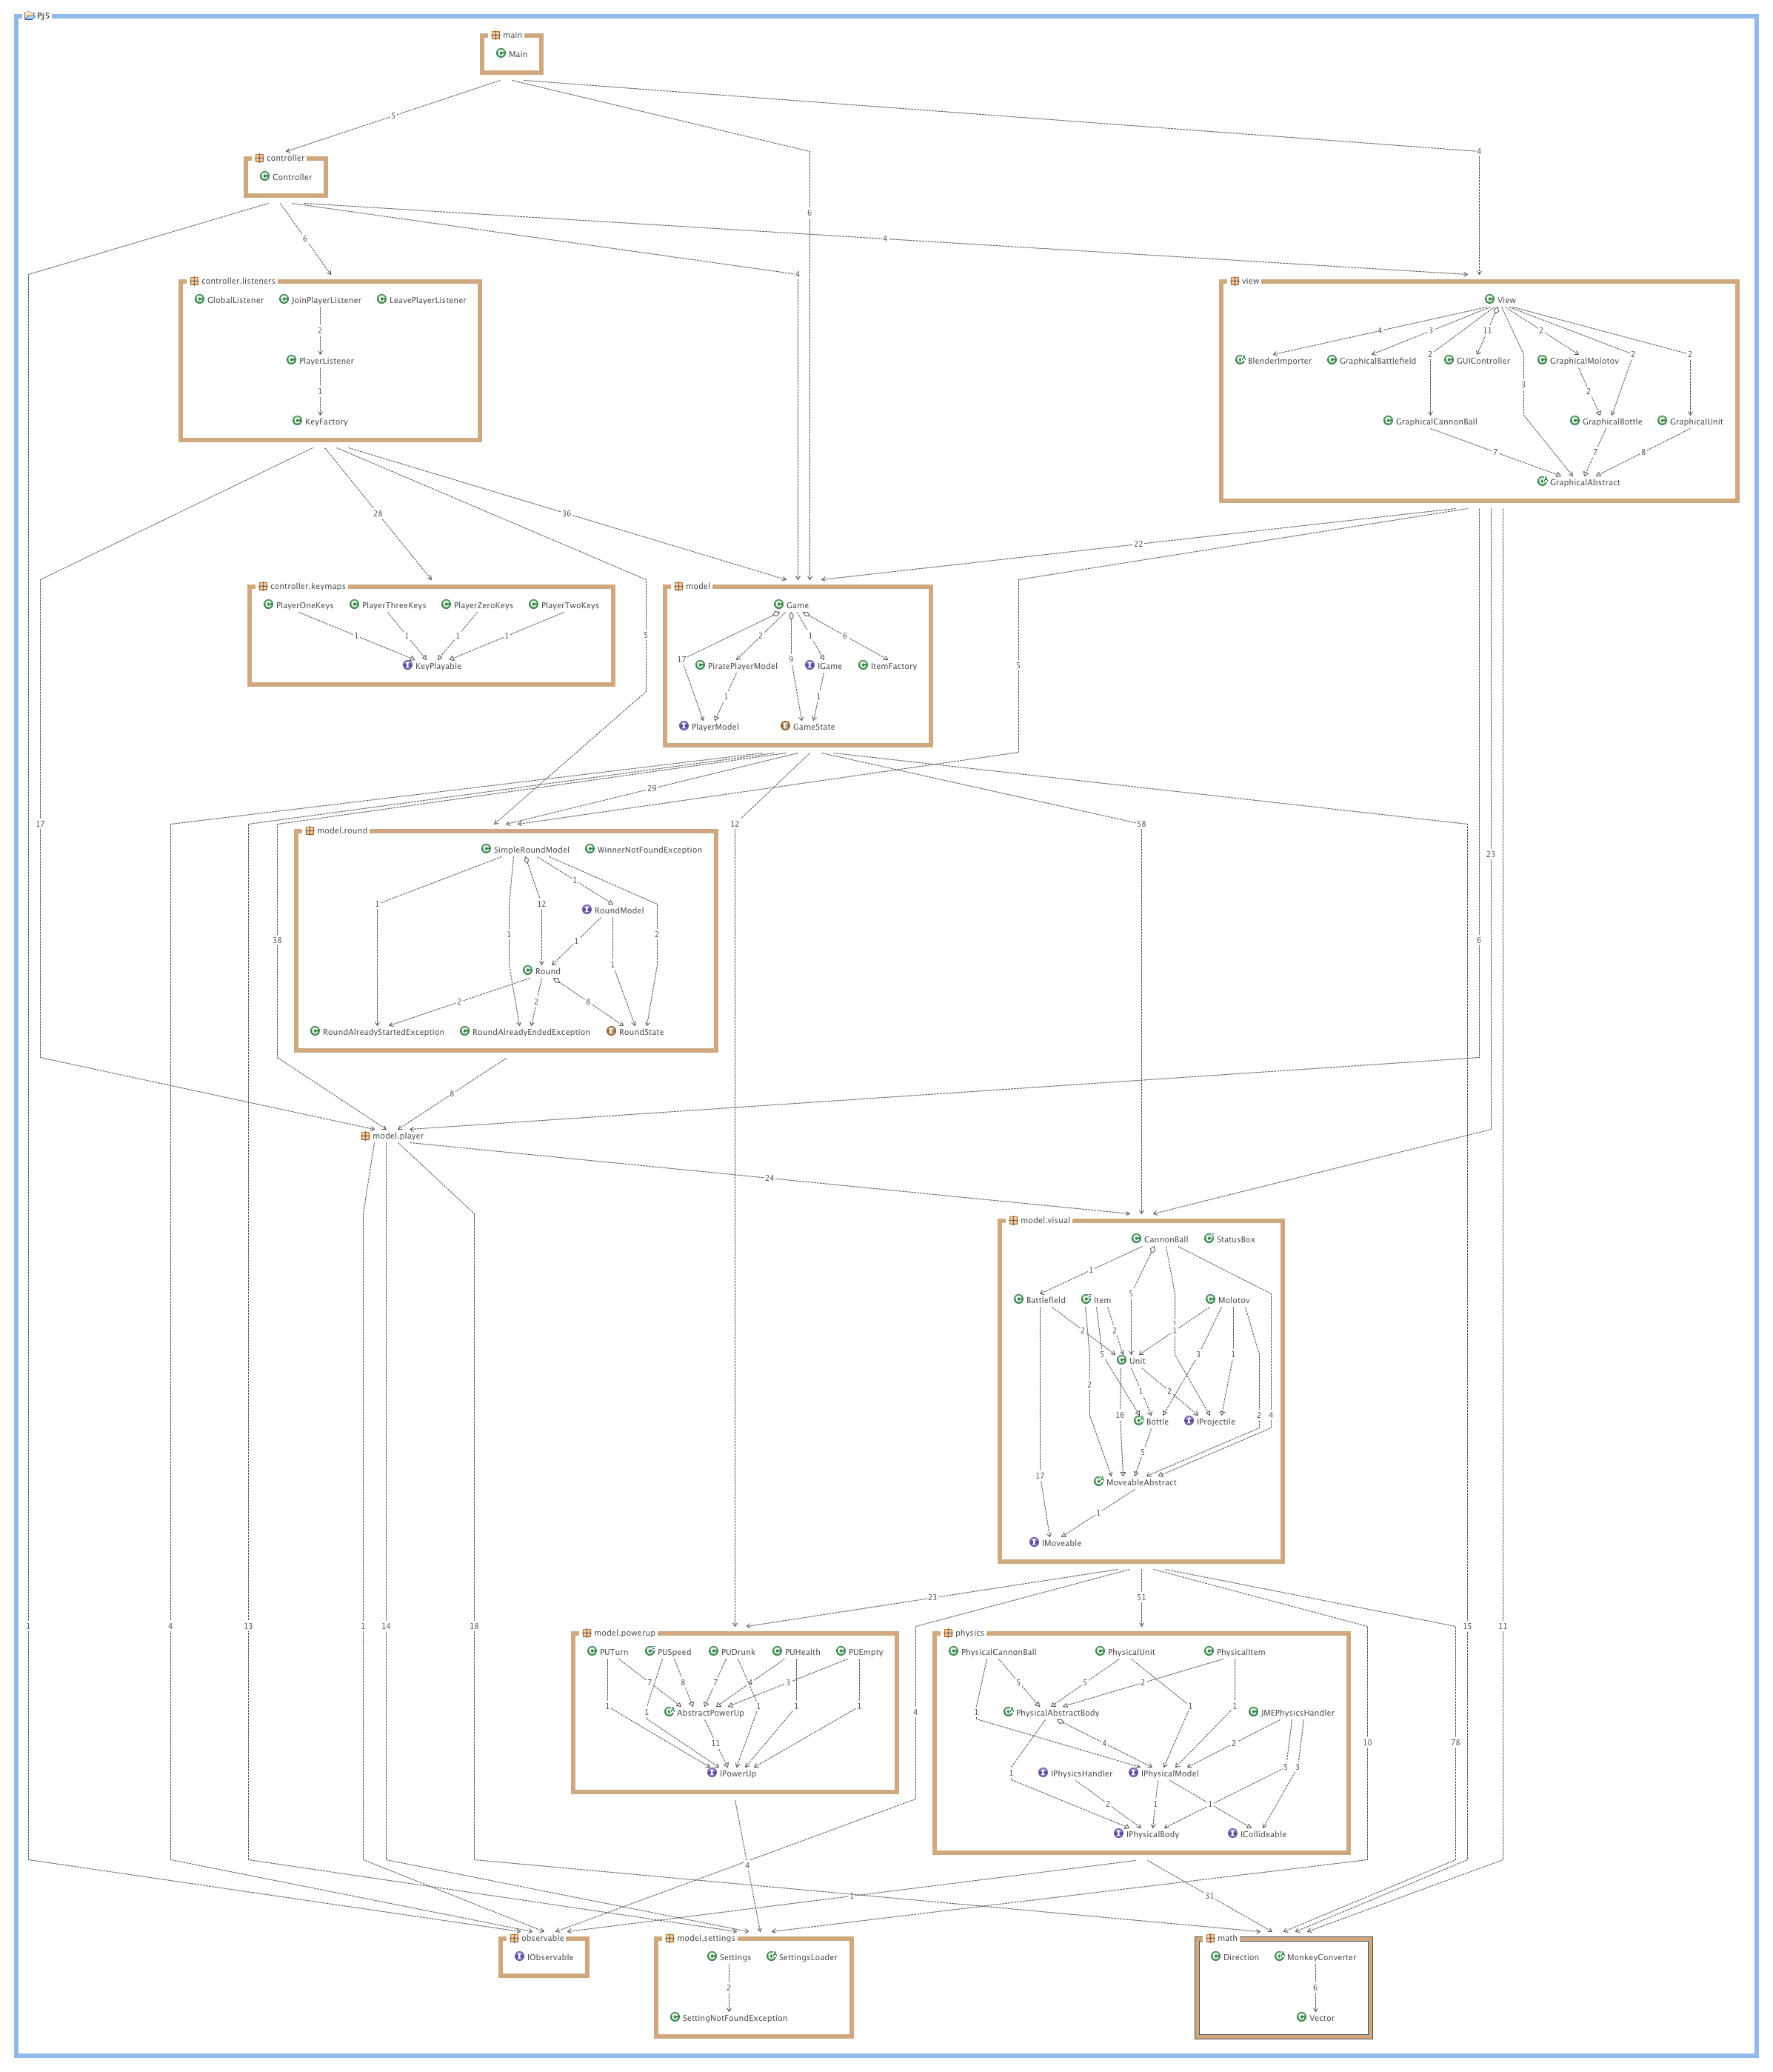 Pj5
main
Main
5
controller
Controller
4
6
6
4
4
controller.listeners
view
GlobalListener JoinPlayerListener LeavePlayerListener
View
2
4 3 11 2
PlayerListener
BlenderImporter GraphicalBattlefield GUIController GraphicalMolotov
2 2 2
3
1
2
KeyFactory
GraphicalCannonBall GraphicalBottle GraphicalUnit
7 7 8
GraphicalAbstract
28 36
22
controller.keymaps
model
PlayerOneKeys PlayerThreeKeys PlayerZeroKeys PlayerTwoKeys
Game
1 1 1 1
5
2 1 6
17 9
KeyPlayable
PiratePlayerModel IGame ItemFactory
5
1 1
PlayerModel GameState
29
17
12
58
23
model.round
SimpleRoundModel WinnerNotFoundException
1
1 12
RoundModel
1 2
38
1
6
1
Round
2 2 8
RoundAlreadyStartedException RoundAlreadyEndedException RoundState
8
model.player
24
model.visual
CannonBall StatusBox
1
5
Battlefield Item Molotov
2 2 1
5 3 1
Unit
2
1 2
16 2 4
Bottle IProjectile
5
17
MoveableAbstract
1
IMoveable
23 51
1 4 13 1 14 18
15 11
model.powerup
physics
PUTurn PUSpeed PUDrunk PUHealth PUEmpty
PhysicalCannonBall PhysicalUnit PhysicalItem
7 8 7 4 3
5 5 2
1 1 1 1 1
1 1 1
AbstractPowerUp
PhysicalAbstractBody JMEPhysicsHandler
4
11
4 2
10 78
IPowerUp
1
IPhysicsHandler IPhysicalModel
5 3
2 1 1
IPhysicalBody ICollideable
4
1
31
observable
model.settings
math
IObservable
Settings SettingsLoader
Direction MonkeyConverter
2
6
SettingNotFoundException
Vector